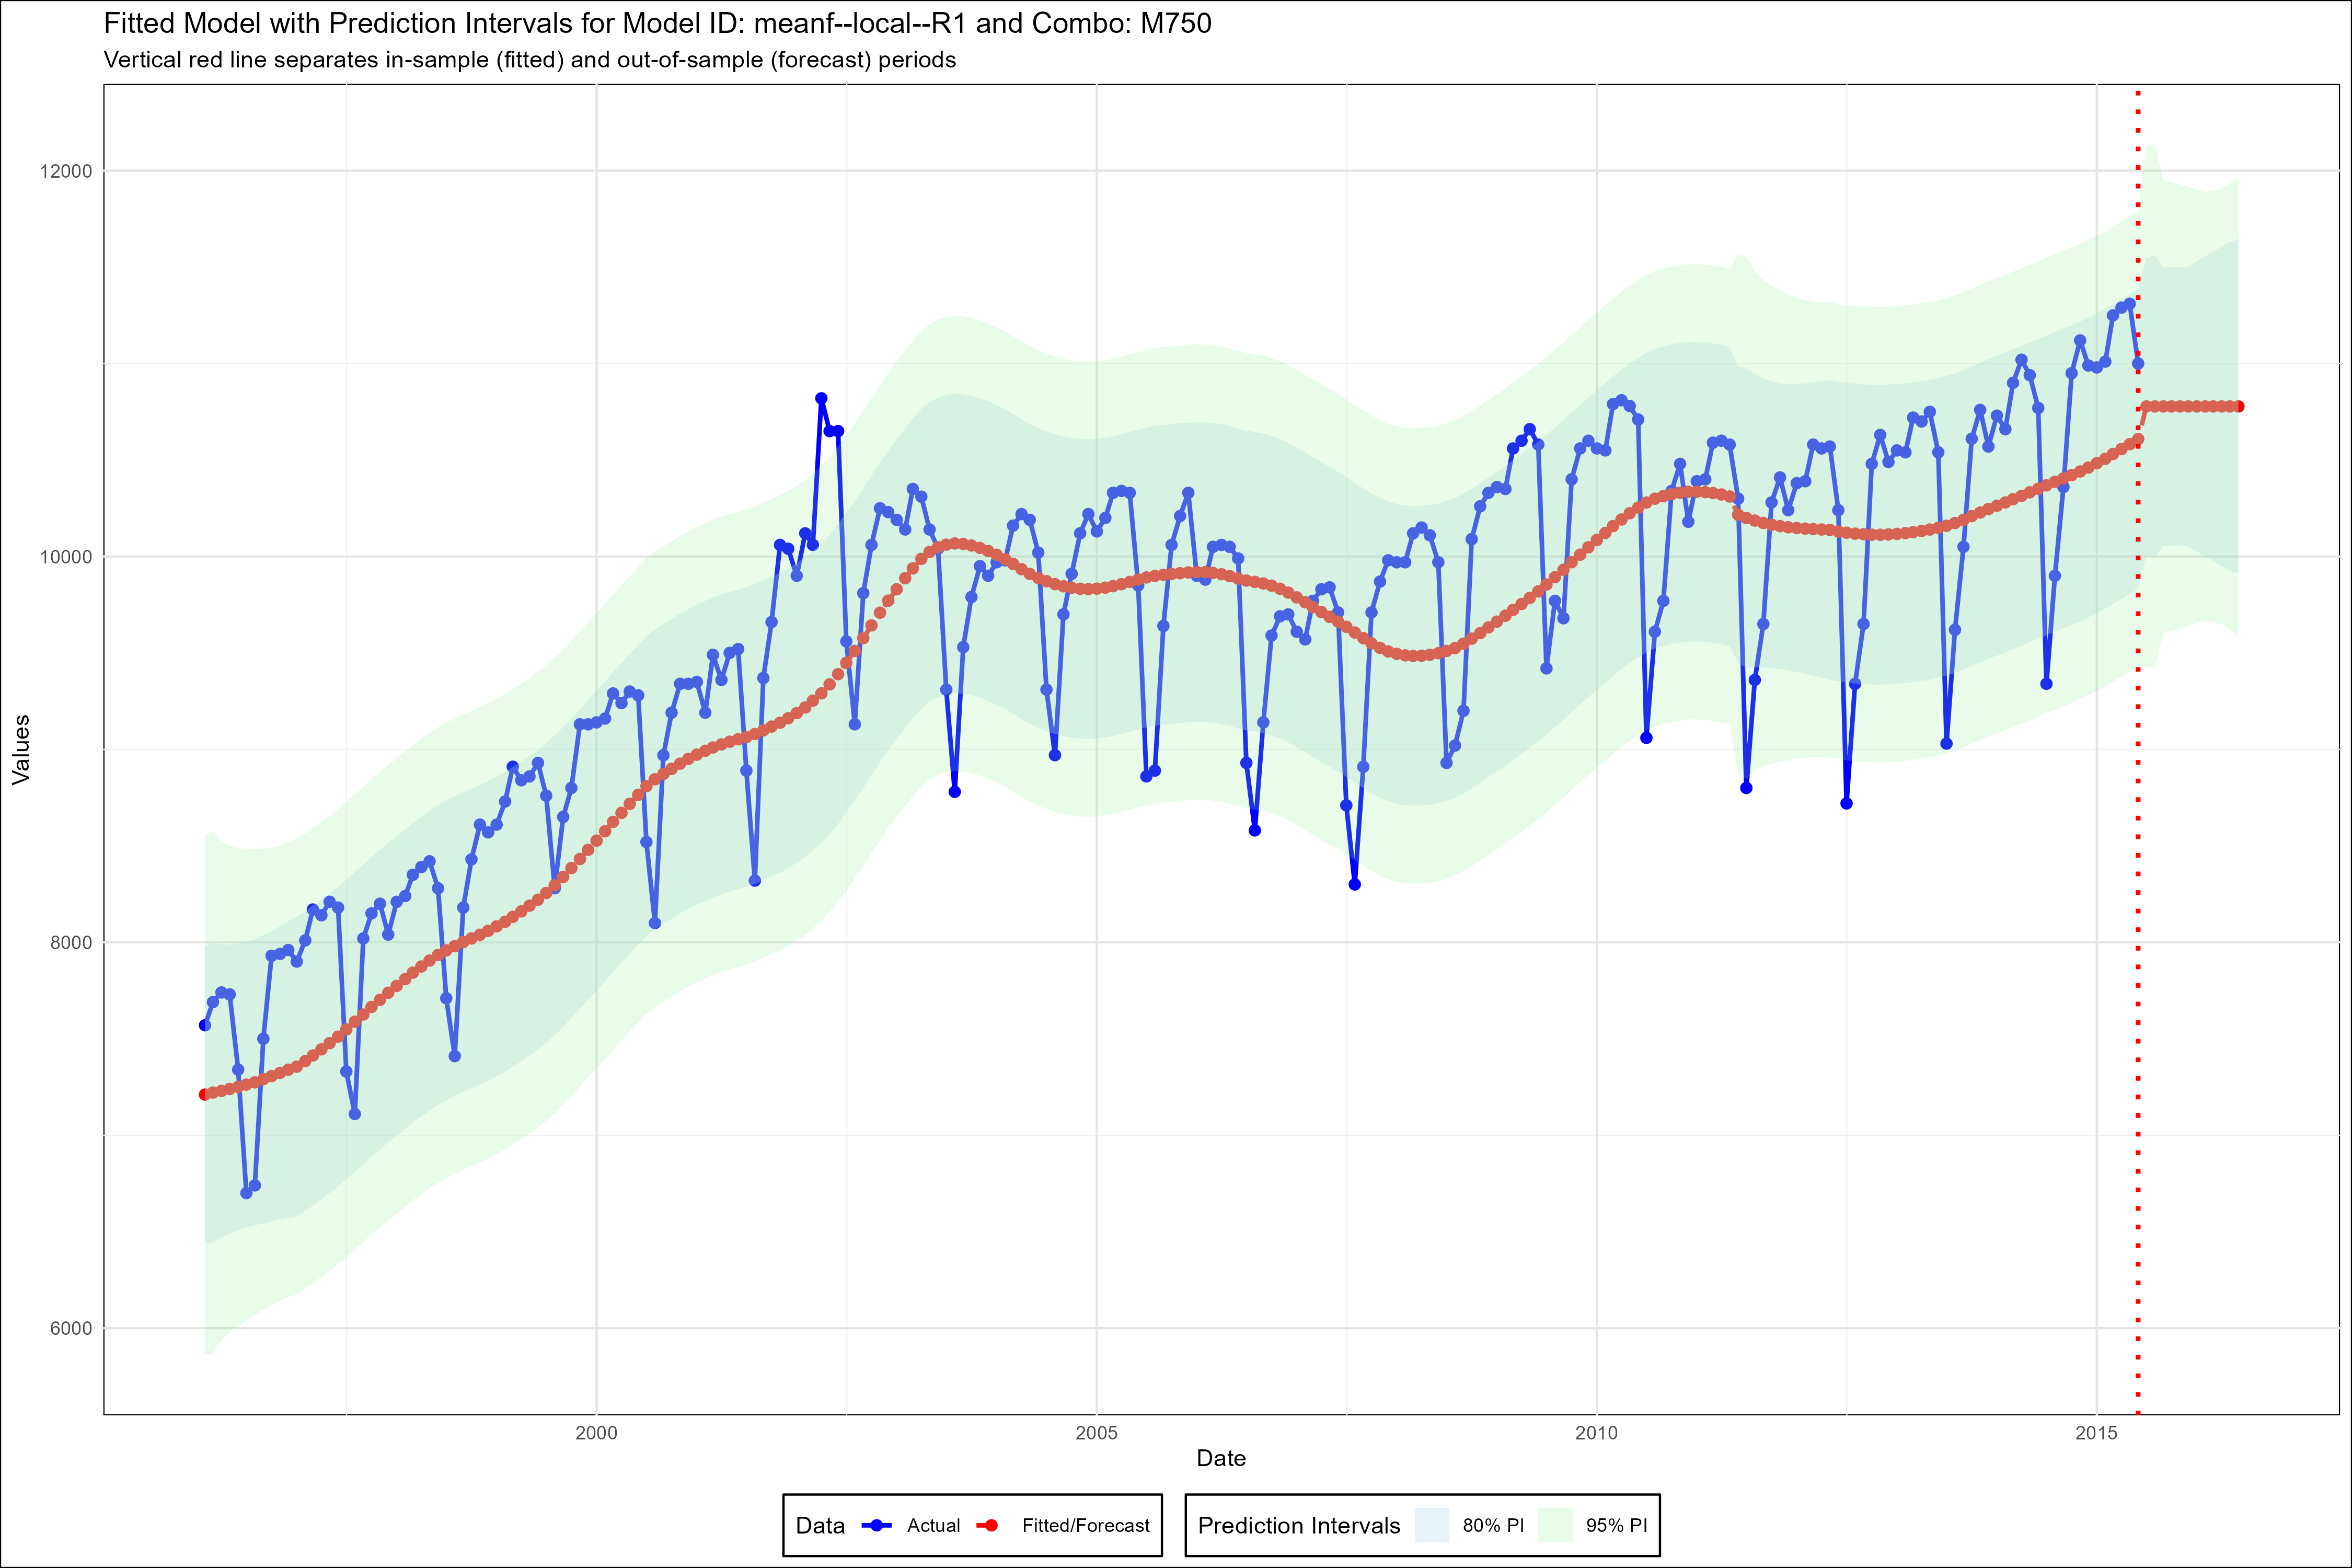 Fitted Model with Prediction Intervals for Model ID: meanf--local--R1 and Combo: M750
Vertical red line separates in-sample (fitted) and out-of-sample (forecast) periods
Values
12000
10000
8000
6000
2000 2005 2010 2015
Date
Data Actual Fitted/Forecast Prediction Intervals 80% PI 95% PI